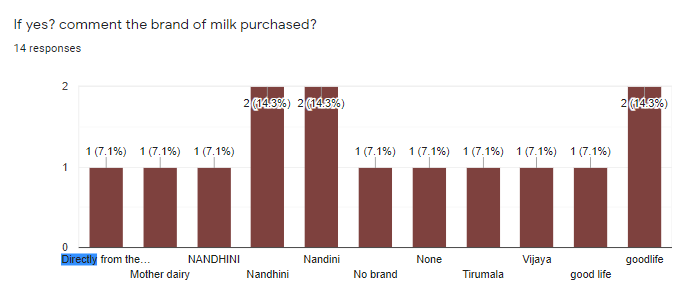 If yes? comment the brand of milk purchased?
14 responses
2
2 (14.3%) 2 (14.3%) 2 (14.3%)
1 (7.1%) 1 (7.1%) 1 (7.1%) 1 (7.1%) 1 (7.1%) 1 (7.1%) 1 (7.1%) 1 (7.1%)
1
0
Directly from the… NANDHINI Nandini None Vijaya goodlife
Mother dairy Nandhini No brand Tirumala good life